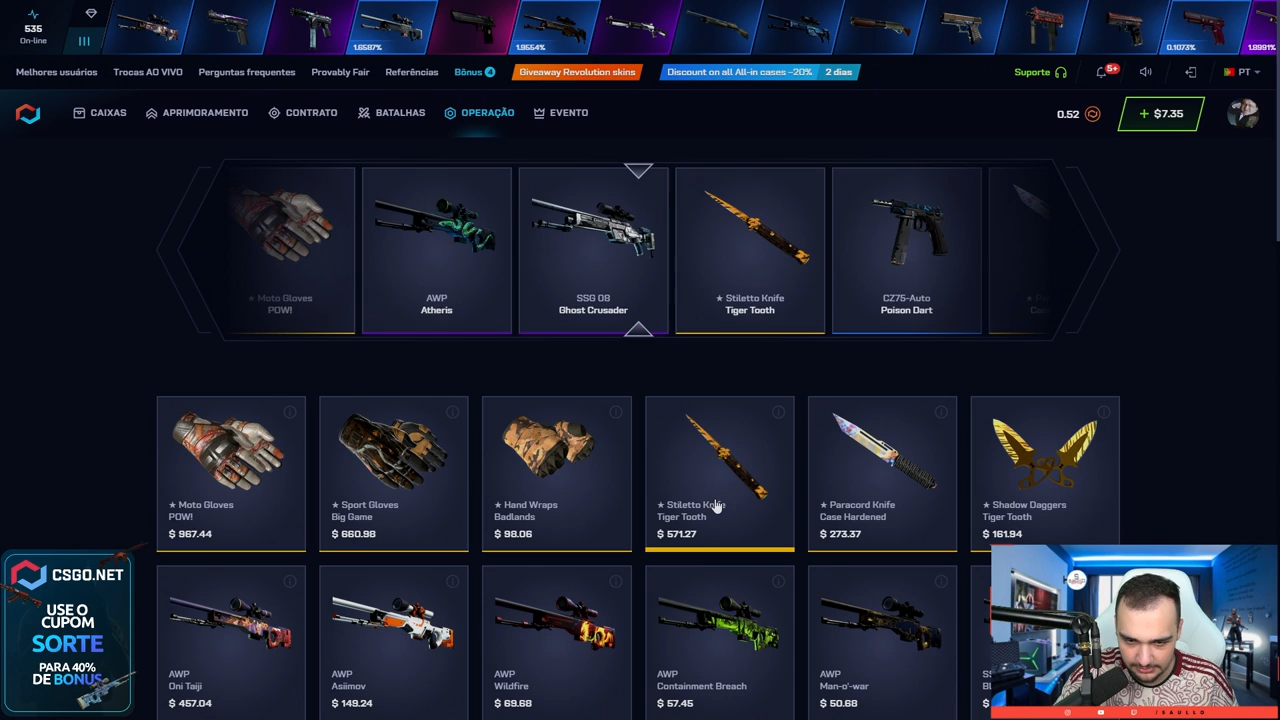 535
On-line
1.6587%
1.9554%
0.1073%
1.8991%
Melhores usuários
Trocas AO VIVO
Perguntas frequentes
Provably Fair
Referências
Bônus 4
Giveaway Revolution skins
Discount on all All-in cases –20%
2 dias
Suporte
5+
PT
CAIXAS
APRIMORAMENTO
CONTRATO
BATALHAS
OPERAÇÃO
EVENTO
0.52
+ $7.35
★ Moto Gloves
POW!
AWP
Atheris
SSG 08
Ghost Crusader
★ Stiletto Knife
Tiger Tooth
CZ75-Auto
Poison Dart
★ Moto Gloves
POW!
$ 967.44
★ Sport Gloves
Big Game
$ 660.98
★ Hand Wraps
Badlands
$ 98.06
★ Stiletto Knife
Tiger Tooth
$ 571.27
★ Paracord Knife
Case Hardened
$ 273.37
★ Shadow Daggers
Tiger Tooth
$ 161.94
AWP
Oni Taiji
$ 457.04
AWP
Asiimov
$ 149.24
AWP
Wildfire
$ 69.68
AWP
Containment Breach
$ 57.45
AWP
Man-o'-war
$ 50.68
CSGO.NET
USE O
CUPOM
SORTE
PARA 40%
DE BONUS
/SAULLO